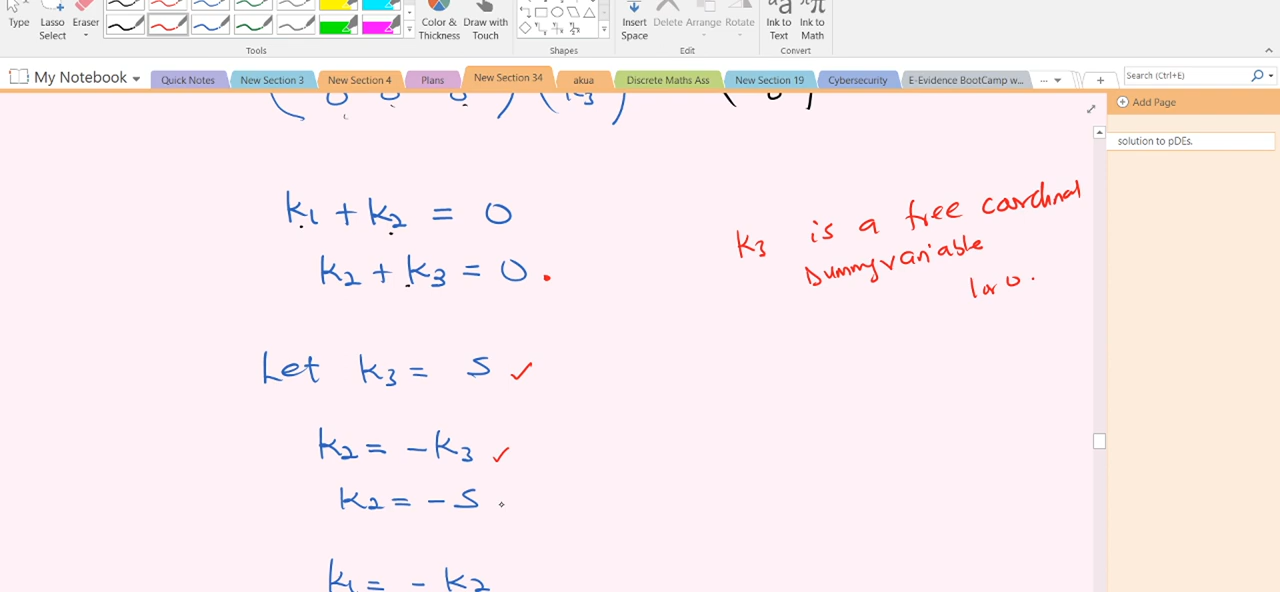 Type
Lasso Select
Eraser
Color & Thickness
Draw with Touch
Insert Space
Delete
Arrange
Rotate
Ink to Text
Ink to Math
Tools
Shapes
Edit
Convert
My Notebook
Quick Notes
New Section 3
New Section 4
Plans
New Section 34
akua
Discrete Maths Ass
New Section 19
Cybersecurity
E-Evidence BootCamp w...
...
+
Search (Ctrl+E)
Add Page
solution to pDEs.
k1 + k2 = 0
k2 + k3 = 0 .
k3 is a free cardinal
Dummy variable
1 or 0 .
Let k3 = S ✓
k2 = - k3 ✓
k2 = - S
k1 = - k2